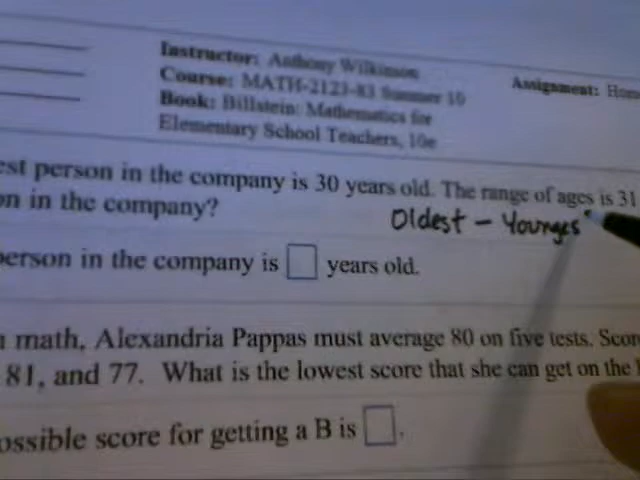 Instructor: Anthony Wilkinson
Course: MATH-2123-83 Summer 10
Assignment: Hom
Book: Billstein: Mathematics for
Elementary School Teachers, 10e
est person in the company is 30 years old. The range of ages is 31
on in the company?
Oldest - Younges
person in the company is years old.
n math, Alexandria Pappas must average 80 on five tests. Scor
81, and 77. What is the lowest score that she can get on the
ossible score for getting a B is .